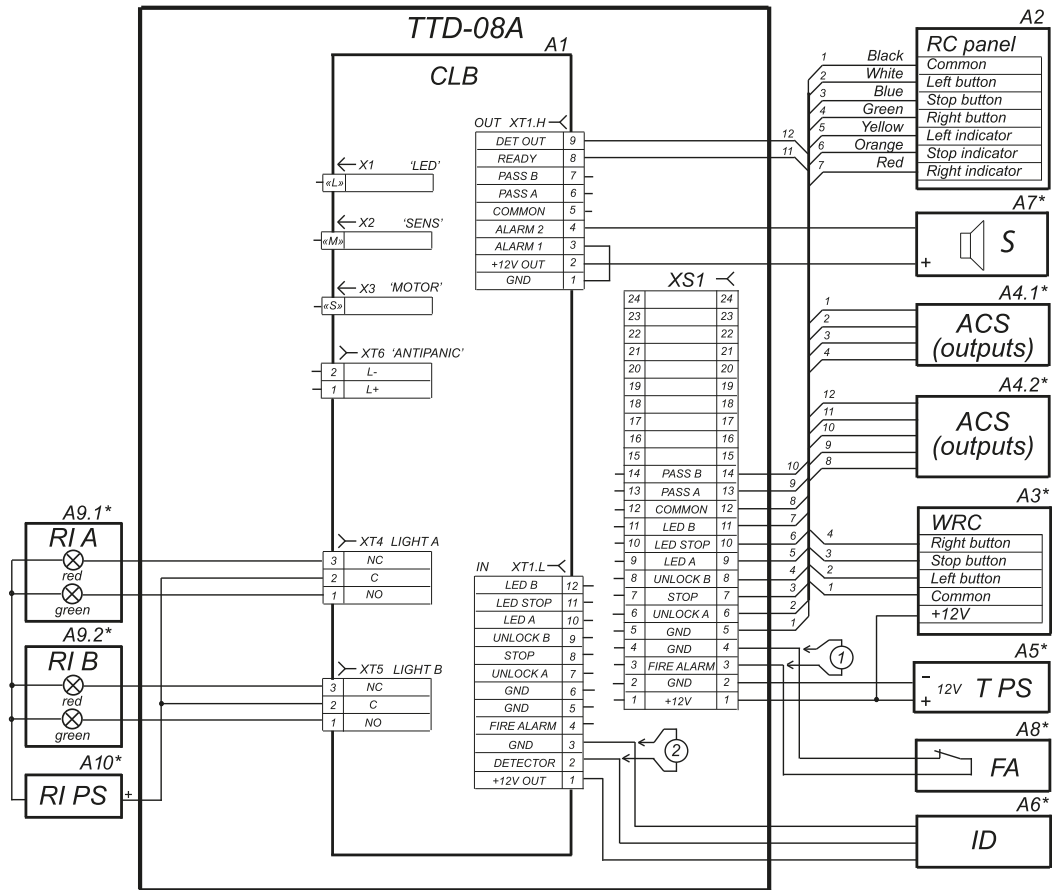 TTD-08A
A1
CLB
OUT XT1.H
DET OUT 9
READY 8
PASS B 7
PASS A 6
COMMON 5
ALARM 2 4
ALARM 1 3
+12V OUT 2
GND 1
X1 'LED'
«L»
X2 'SENS'
«M»
X3 'MOTOR'
«S»
XT6 'ANTIPANIC'
2 L-
1 L+
12
11
XS1
24 24
23 23
22 22
21 21
20 20
19 19
18 18
17 17
16 16
15 15
14 PASS B 14
13 PASS A 13
12 COMMON 12
11 LED B 11
10 LED STOP 10
9 LED A 9
8 UNLOCK B 8
7 STOP 7
6 UNLOCK A 6
5 GND 5
4 GND 4
3 FIRE ALARM 3
2 GND 2
1 +12V 1
10
9
8
7
6
5
4
3
2
1
XT4 LIGHT A
3 NC
2 C
1 NO
XT5 LIGHT B
3 NC
2 C
1 NO
IN XT1.L
LED B 12
LED STOP 11
LED A 10
UNLOCK B 9
STOP 8
UNLOCK A 7
GND 6
GND 5
FIRE ALARM 4
GND 3
DETECTOR 2
+12V OUT 1
1
2
A9.1*
RI A
red
green
A9.2*
RI B
red
green
A10*
RI PS
+
A2
RC panel
1 Black Common
2 White Left button
3 Blue Stop button
4 Green Right button
5 Yellow Left indicator
6 Orange Stop indicator
7 Red Right indicator
A7*
S
+
A4.1*
ACS
(outputs)
1
2
3
4
A4.2*
ACS
(outputs)
12
11
10
9
8
A3*
WRC
4 Right button
3 Stop button
2 Left button
1 Common
+12V
A5*
-
12V T PS
+
A8*
FA
A6*
ID